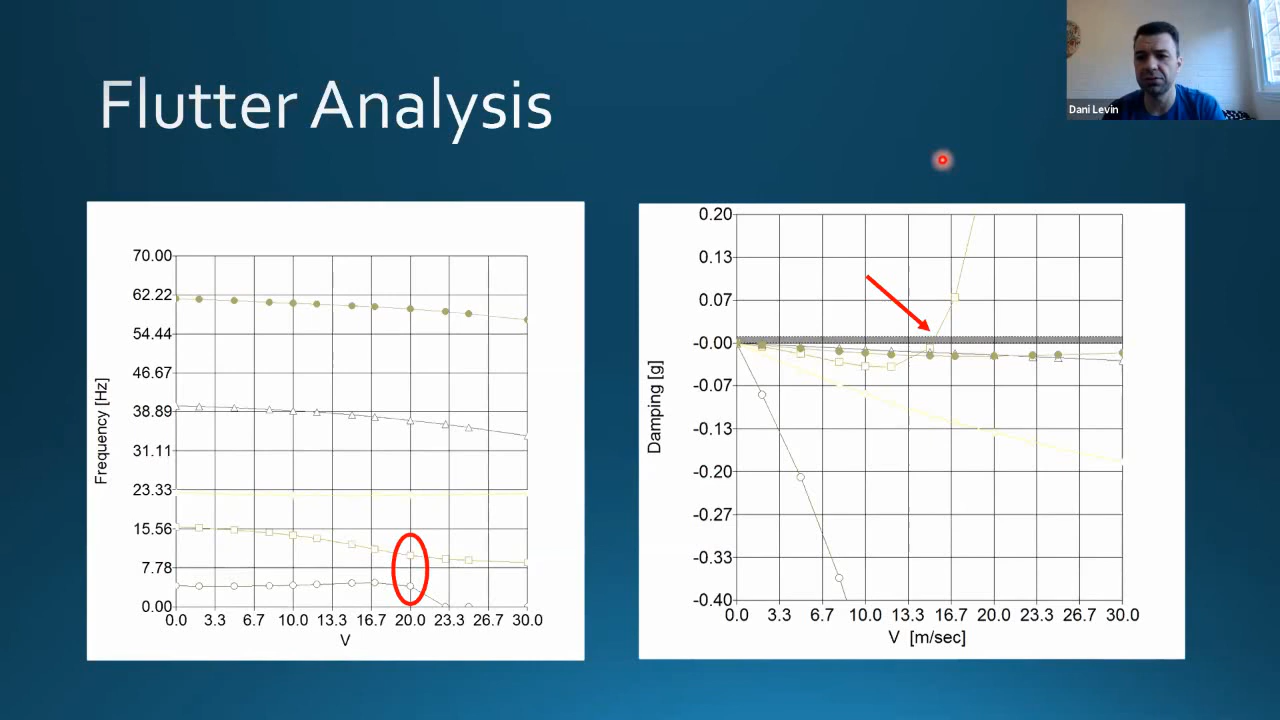 Flutter Analysis
Dani Levin
70.00
62.22
54.44
46.67
38.89
31.11
23.33
15.56
7.78
0.00
Frequency [Hz]
0.0 3.3 6.7 10.0 13.3 16.7 20.0 23.3 26.7 30.0
V
0.20
0.13
0.07
-0.00
-0.07
-0.13
-0.20
-0.27
-0.33
-0.40
Damping [g]
0.0 3.3 6.7 10.0 13.3 16.7 20.0 23.3 26.7 30.0
V [m/sec]